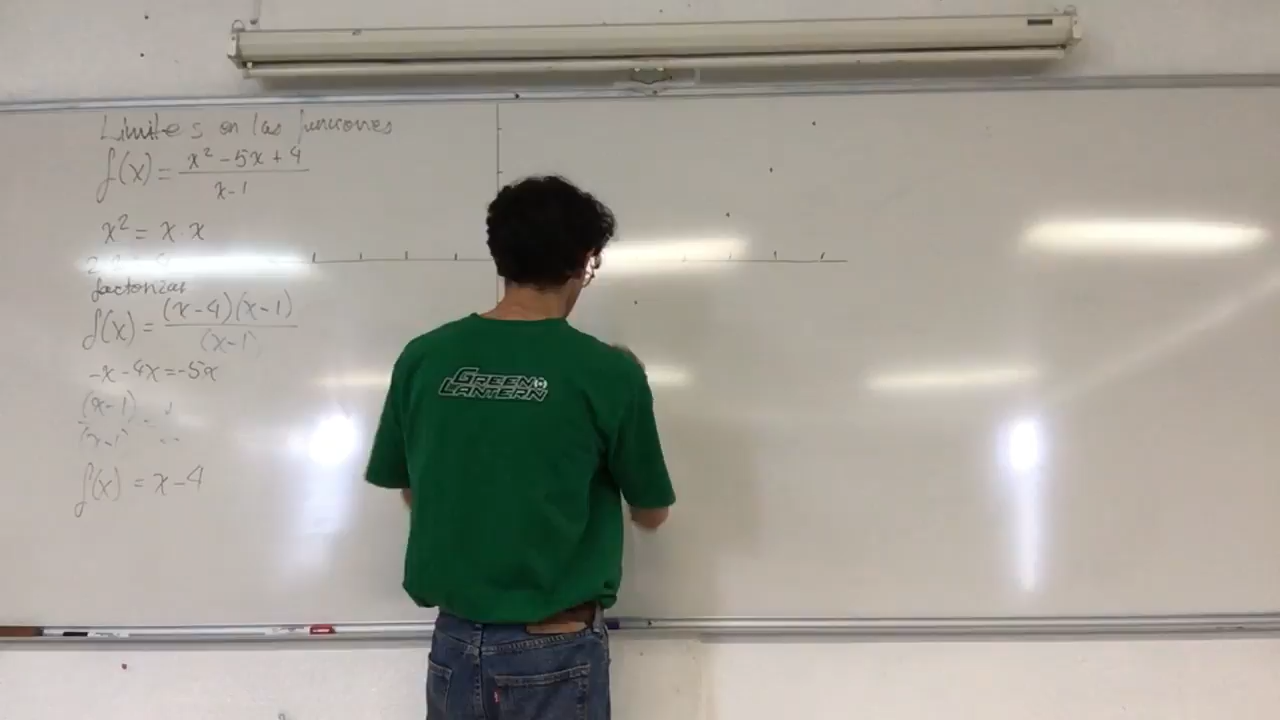 Limites en las funciones
f(x) = x² - 5x + 4
x - 1
x² = x · x
factorizar
f(x) = (x-4)(x-1)
(x-1)
-x - 4x = -5x
(x-1)
(x-1)
f(x) = x - 4
GREEN
LANTERN